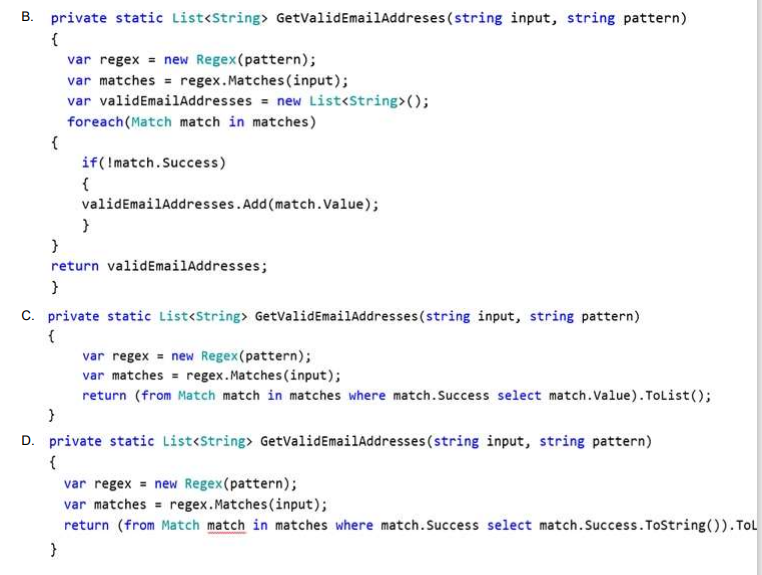 B. private static List<String> GetValidEmailAddreses(string input, string pattern)
{
var regex = new Regex(pattern);
var matches = regex.Matches(input);
var validEmailAddresses = new List<String>();
foreach(Match match in matches)
{
if(!match.Success)
{
validEmailAddresses.Add(match.Value);
}
}
return validEmailAddresses;
}
C. private static List<String> GetValidEmailAddresses(string input, string pattern)
{
var regex = new Regex(pattern);
var matches = regex.Matches(input);
return (from Match match in matches where match.Success select match.Value).ToList();
}
D. private static List<String> GetValidEmailAddresses(string input, string pattern)
{
var regex = new Regex(pattern);
var matches = regex.Matches(input);
return (from Match match in matches where match.Success select match.Success.ToString()).ToL
}